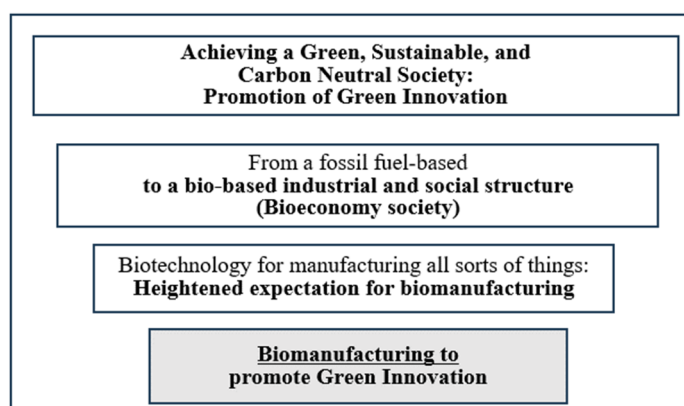 Achieving a Green, Sustainable, and
Carbon Neutral Society:
Promotion of Green Innovation
From a fossil fuel-based
to a bio-based industrial and social structure
(Bioeconomy society)
Biotechnology for manufacturing all sorts of things:
Heightened expectation for biomanufacturing
Biomanufacturing to
promote Green Innovation